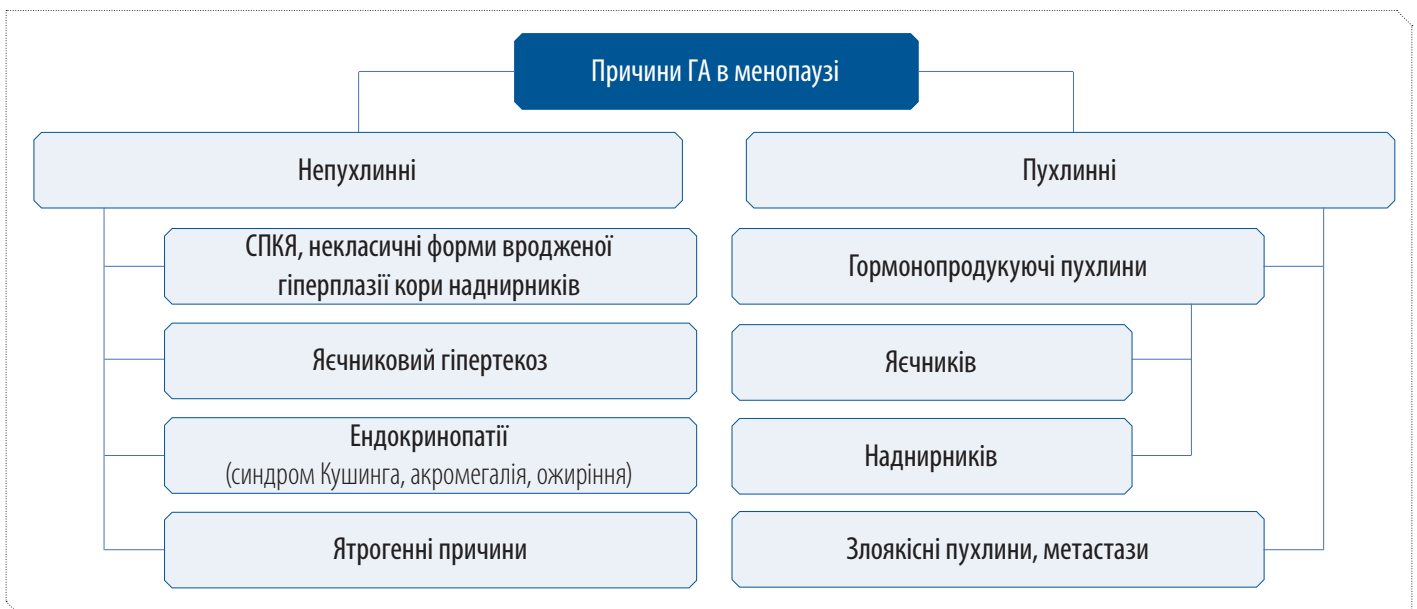 Причини ГА в менопаузі
Непухлинні
СПКЯ, некласичні форми вродженої
гіперплазії кори наднирників
Яєчниковий гіпертекоз
Ендокринопатії
(синдром Кушинга, акромегалія, ожиріння)
Ятрогенні причини
Пухлинні
Гормонопродукуючі пухлини
Яєчників
Наднирників
Злоякісні пухлини, метастази